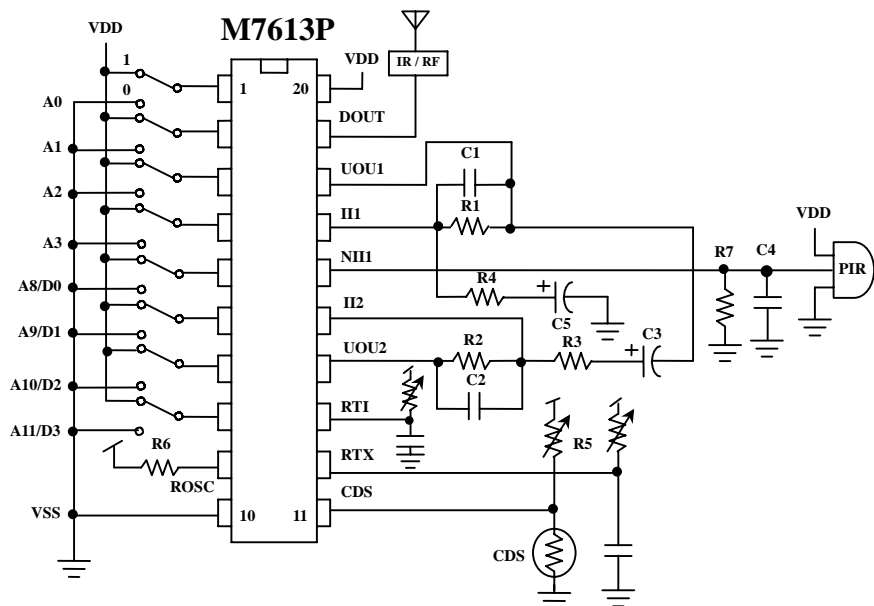 M7613P
VDD
VDD
IR / RF
1
0
1
20
A0
DOUT
A1
C1
UOU1
A2
R1
II1
VDD
A3
NII1
R7
C4
PIR
A8/D0
R4
II2
C5
C3
A9/D1
R2
R3
UOU2
C2
A10/D2
RTI
A11/D3
R6
R5
RTX
ROSC
CDS
VSS
10
11
CDS